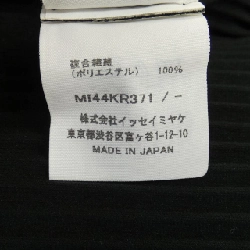 複合繊維
(ポリエステル) 100%
MI44KR371 / -
株式会社イッセイミヤケ
東京都渋谷区富ヶ谷1-12-10
MADE IN JAPAN